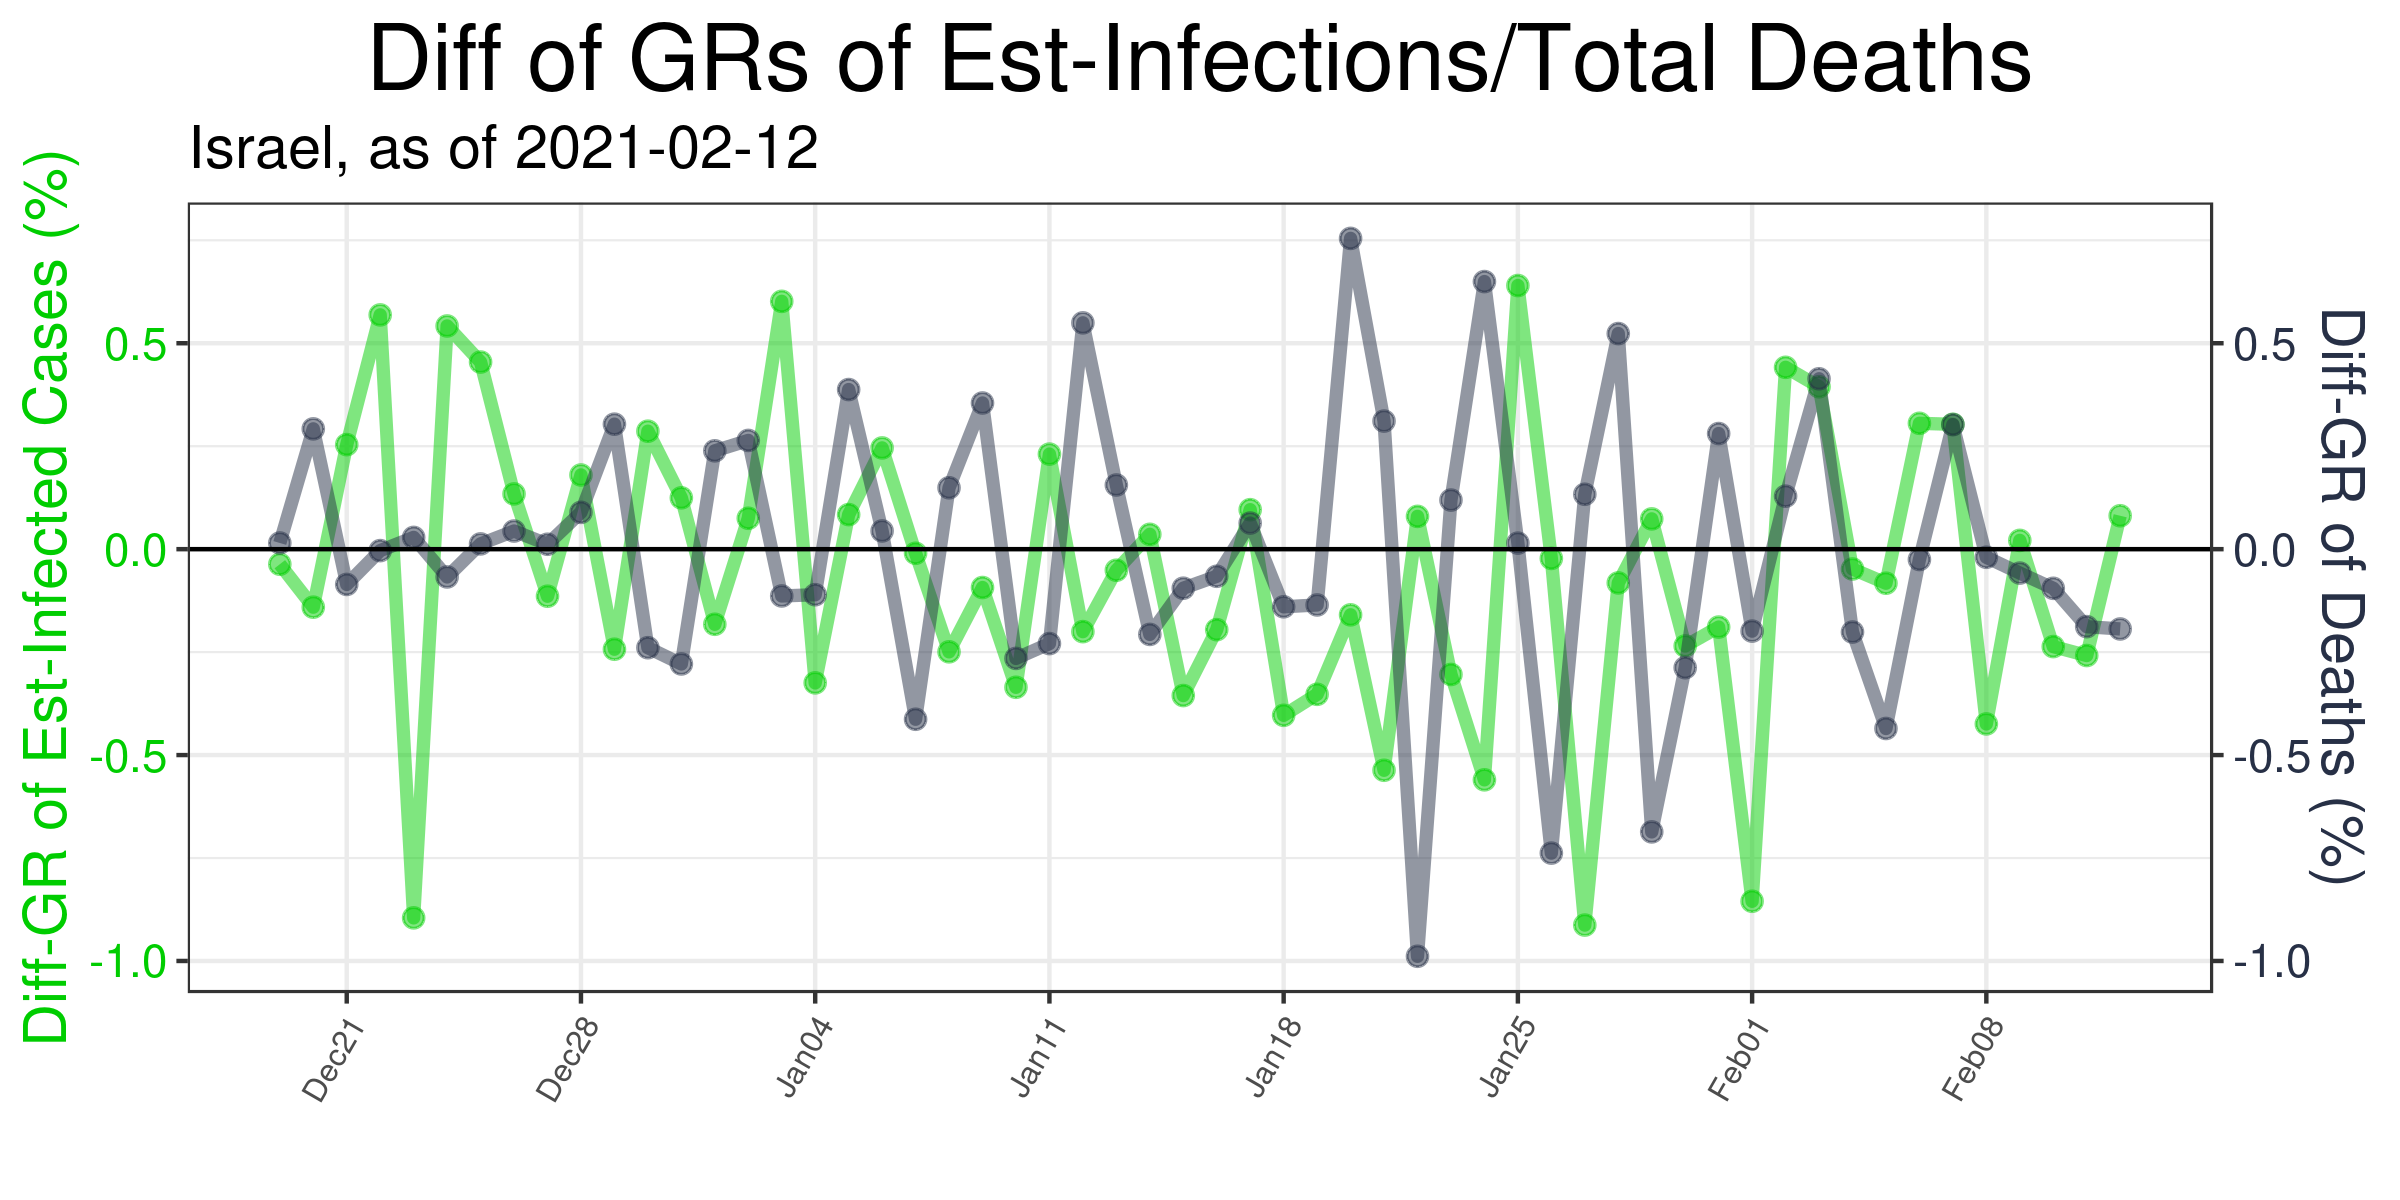 Diff of GRs of Est-Infections/Total Deaths
Israel, as of 2021-02-12
Diff-GR of Est-Infected Cases (%)
0.5
0.0
-0.5
-1.0
0.5
0.0
-0.5
-1.0
Diff-GR of Deaths (%)
Dec21
Dec28
Jan04
Jan11
Jan18
Jan25
Feb01
Feb08